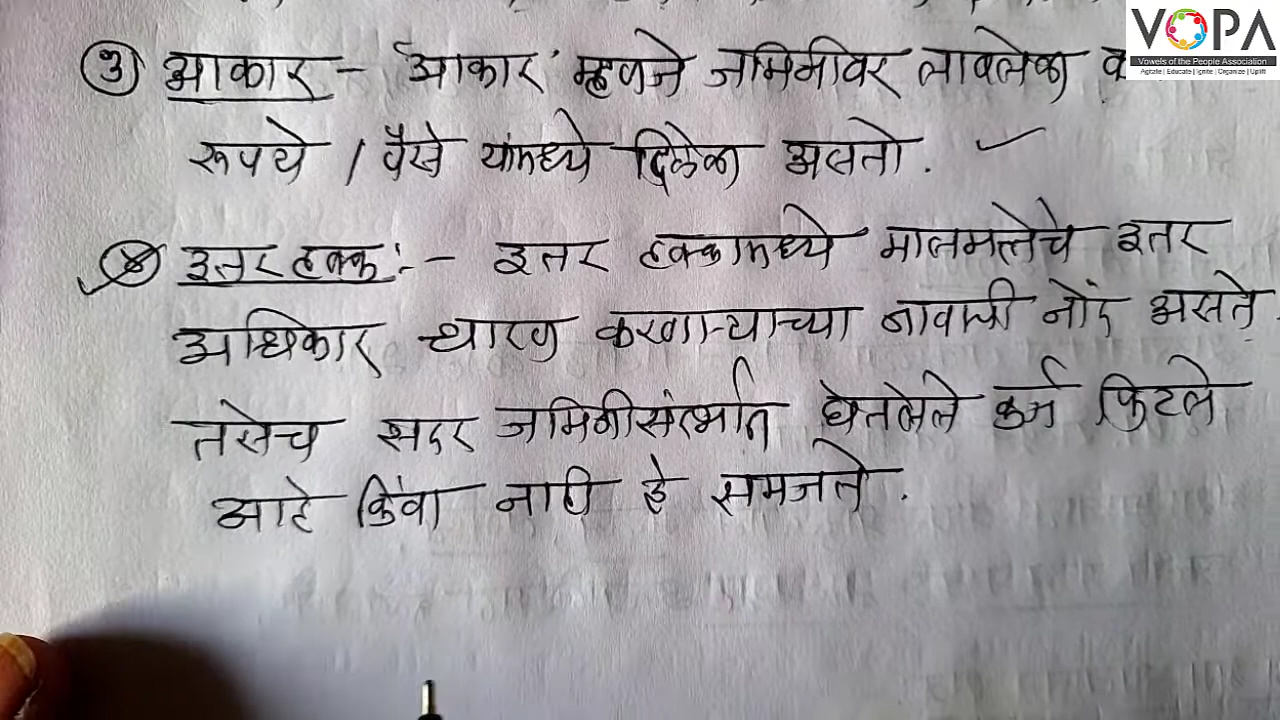 VOPA
Vowels of the People Association
Agitate | Educate | Ignite | Organize | Uplift
७) आकार - 'आकार' म्हणजे जमिनीवर लावलेला
रूपये / पैसे यांमध्ये दिलेला असतो.
८) इतर हक्क :- इतर हक्कामध्ये मालमत्तेचे इतर
अधिकार धारण करणाऱ्याच्या नावाची नोंद असते.
तसेच सदर जमिनीसंदर्भात घेतलेले कर्ज फिटले
आहे किंवा नाही हे समजते.